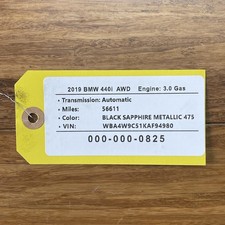 2019 BMW 440i AWD Engine: 3.0 Gas
• Transmission: Automatic
• Miles: 56611
• Color: BLACK SAPPHIRE METALLIC 475
• VIN: WBA4W9C51KAF94980
000-000-0825